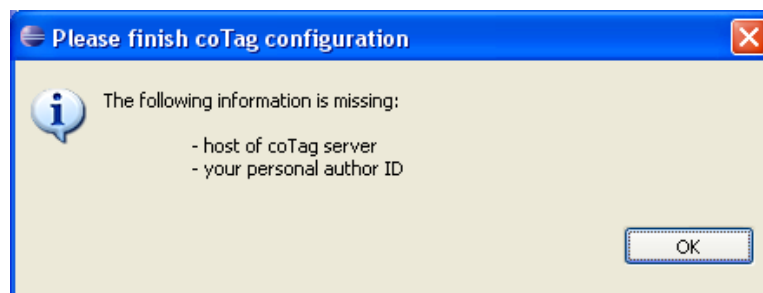 Please finish coTag configuration
The following information is missing:
- host of coTag server
- your personal author ID
OK